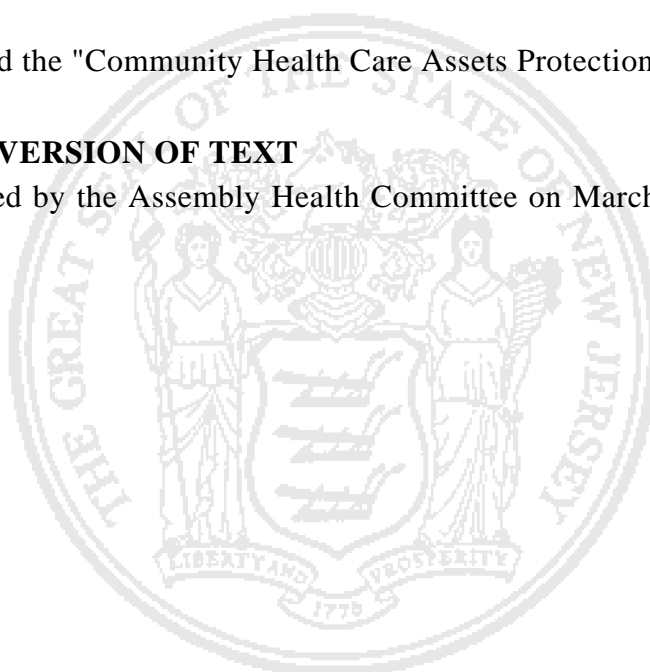 d the "Community Health Care Assets Protection
VERSION OF TEXT
ed by the Assembly Health Committee on March
THE GREAT SEAL OF THE STATE OF NEW JERSEY
LIBERTY AND PROSPERITY
1776